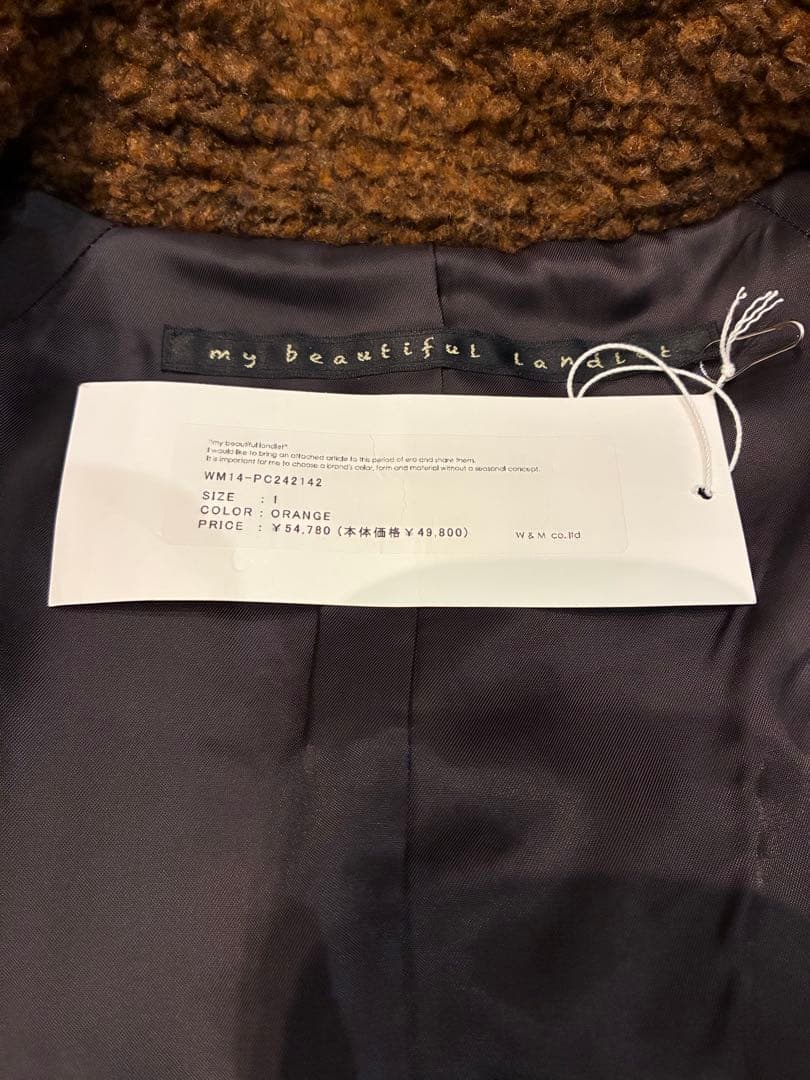 my beautiful landlet
"my beautiful landlet"
I would like to bring an attached article to this period of era and share them.
It is important for me to choose a brand's color, form and material without a seasonal concept.
WM14-PC242142
SIZE : 1
COLOR : ORANGE
PRICE : ¥54,780 (本体価格¥49,800)
W & M co.ltd